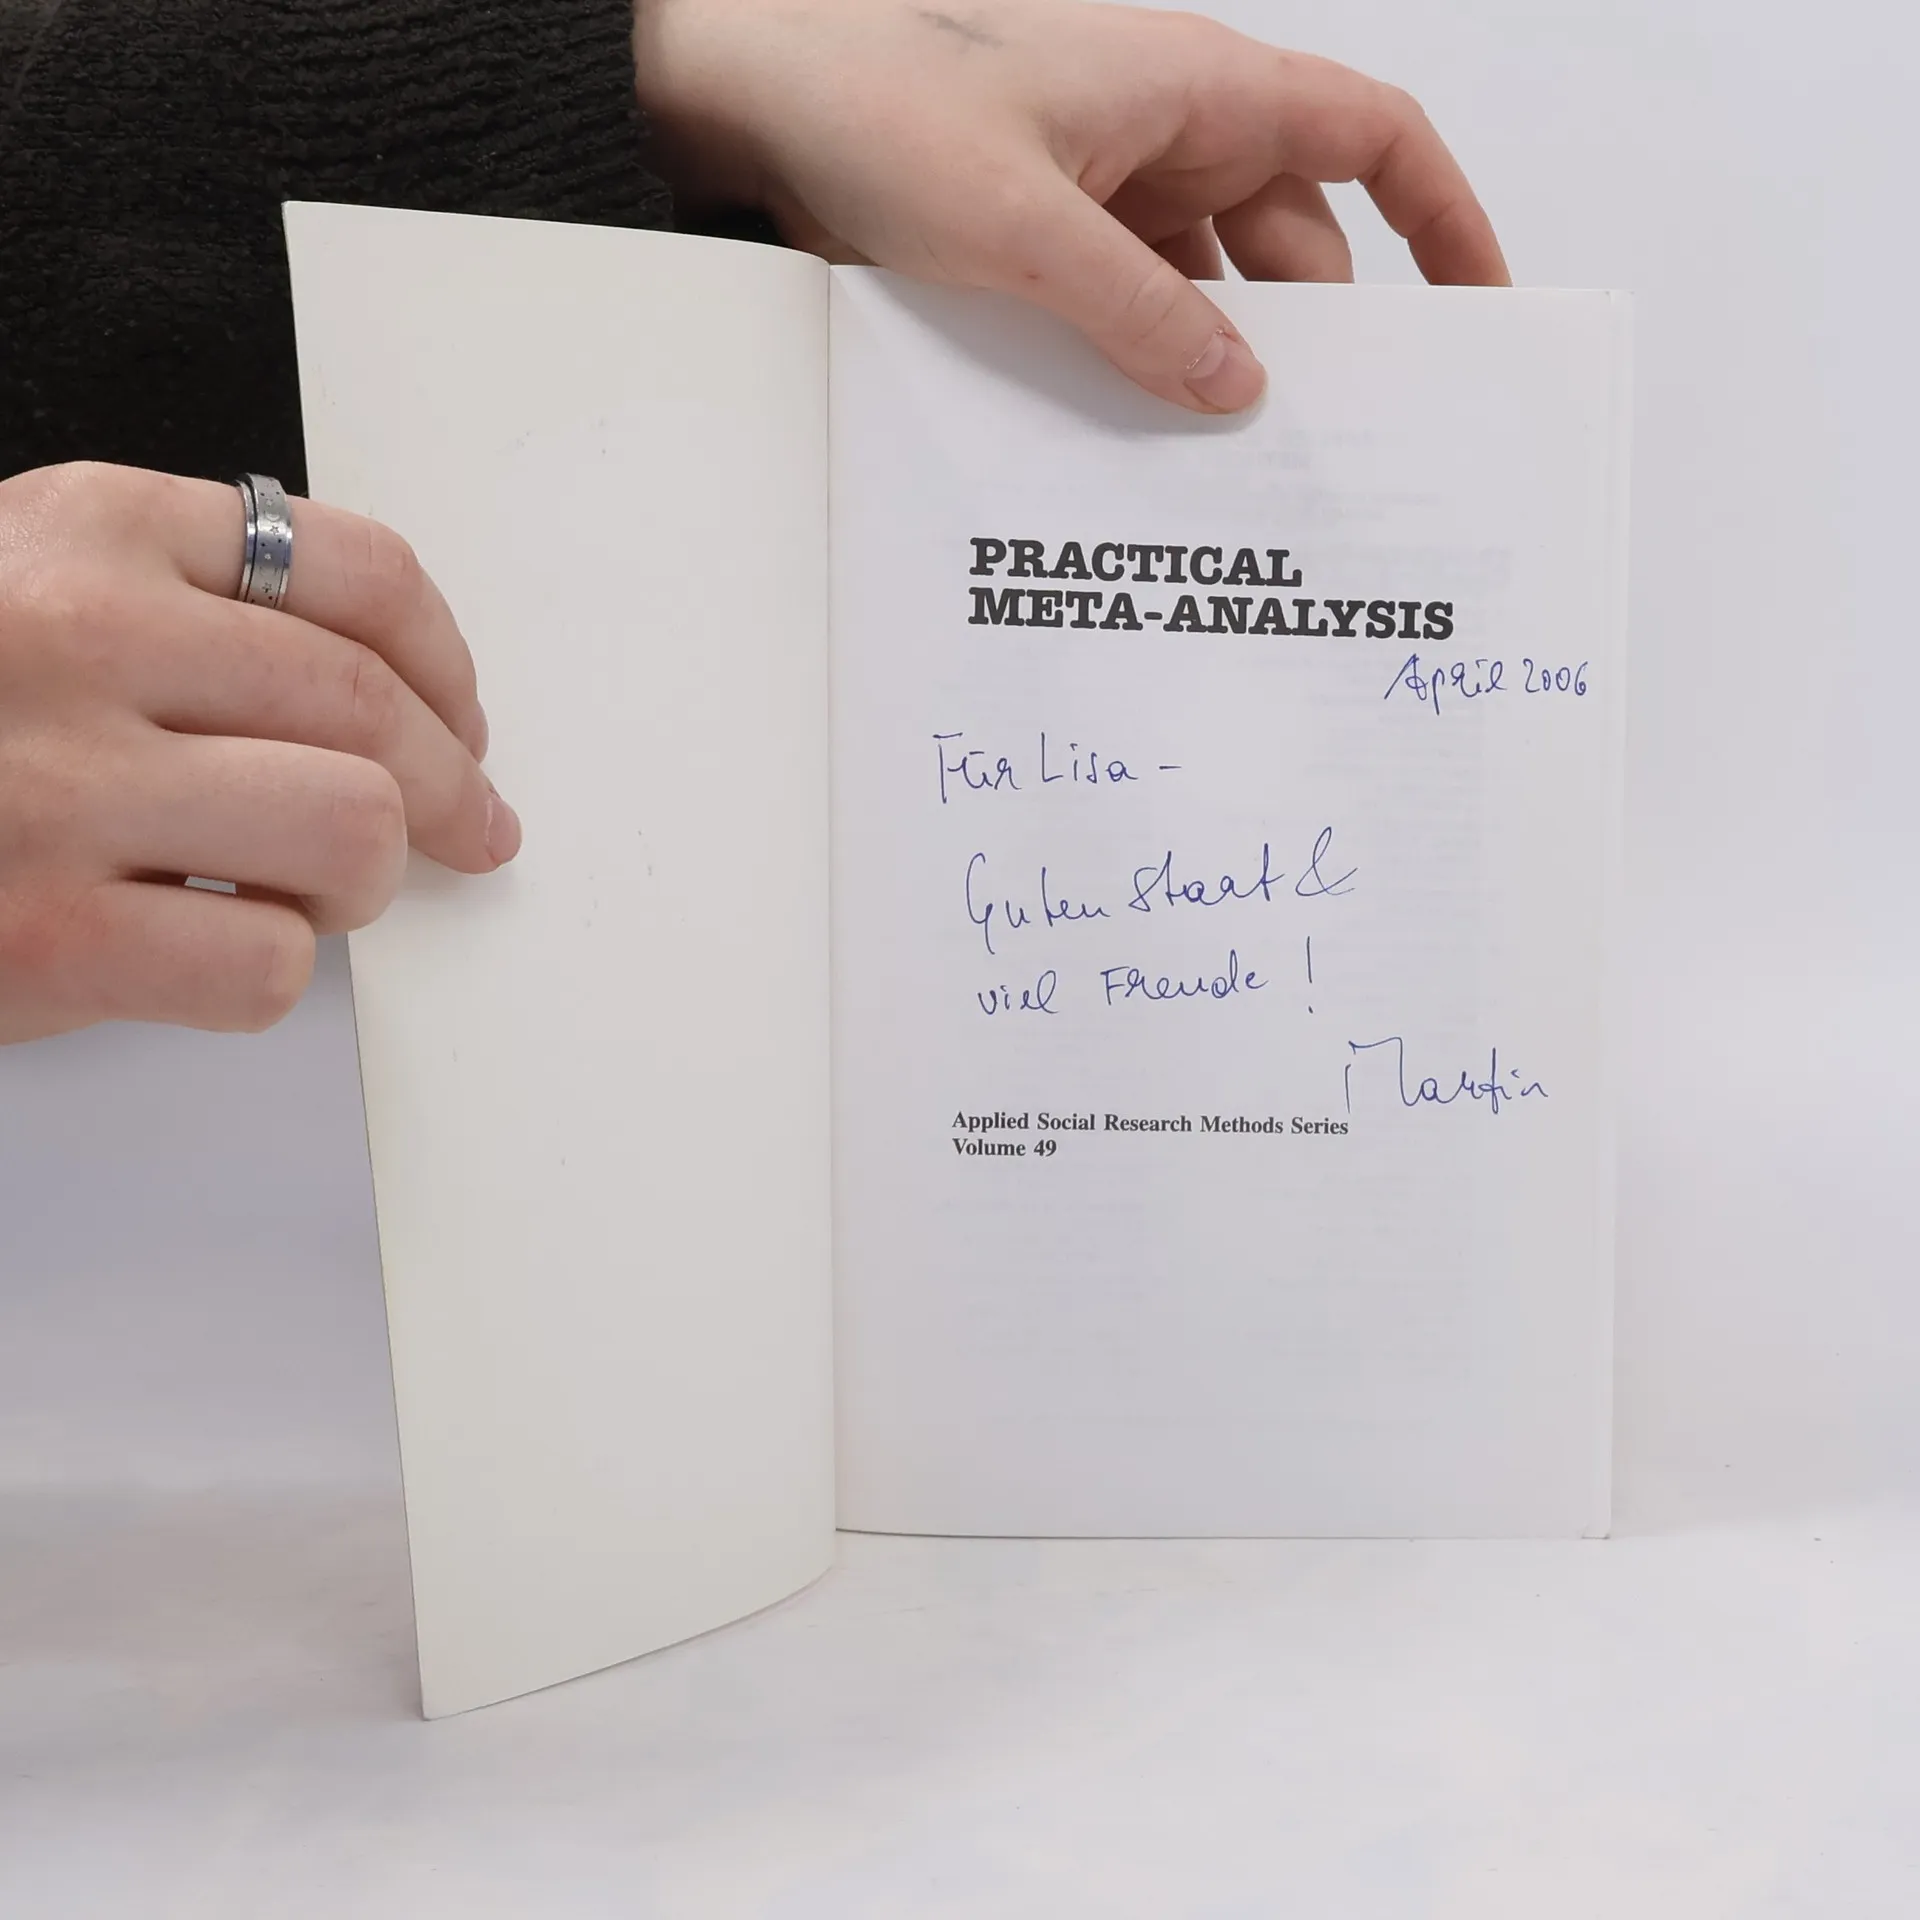 PRACTICAL
META-ANALYSIS
April 2006
Für Lisa –
Guten Start &
viel Freude!
Martin
Applied Social Research Methods Series
Volume 49